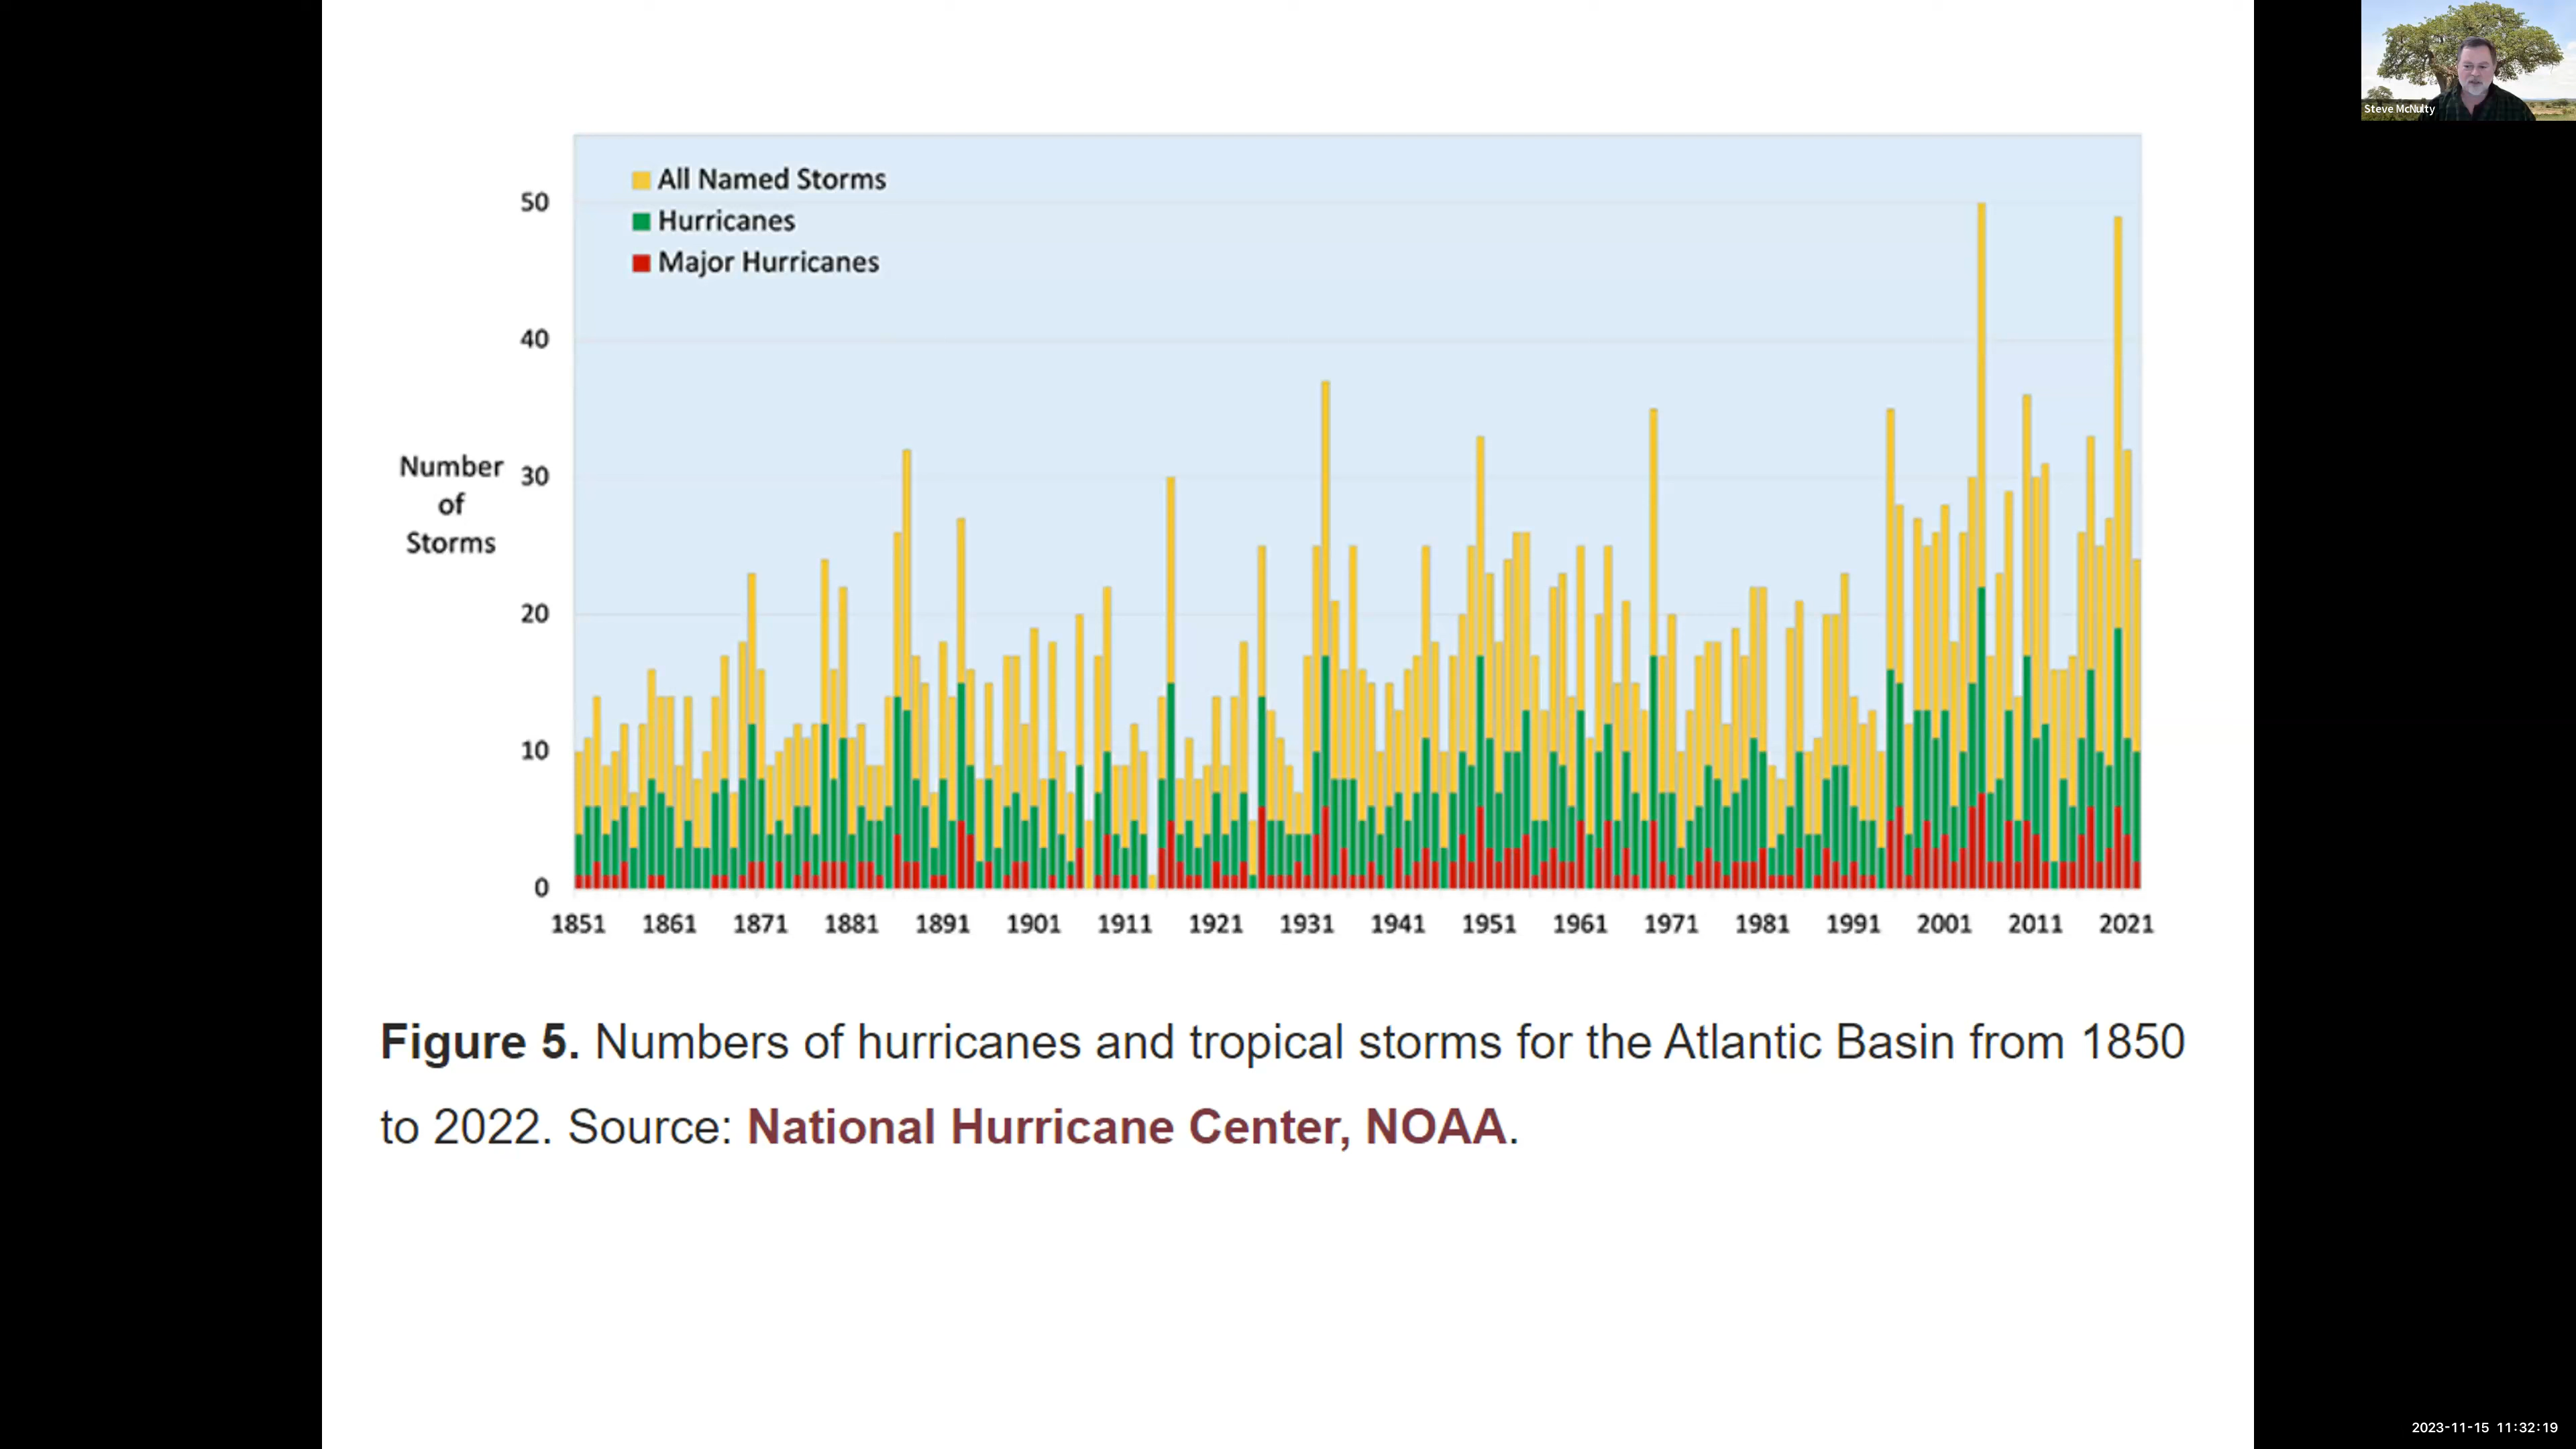 Steve McNulty
All Named Storms
Hurricanes
Major Hurricanes
Number
of
Storms
50
40
30
20
10
0
1851 1861 1871 1881 1891 1901 1911 1921 1931 1941 1951 1961 1971 1981 1991 2001 2011 2021
Figure 5. Numbers of hurricanes and tropical storms for the Atlantic Basin from 1850
to 2022. Source: National Hurricane Center, NOAA.
2023-11-15 11:32:19